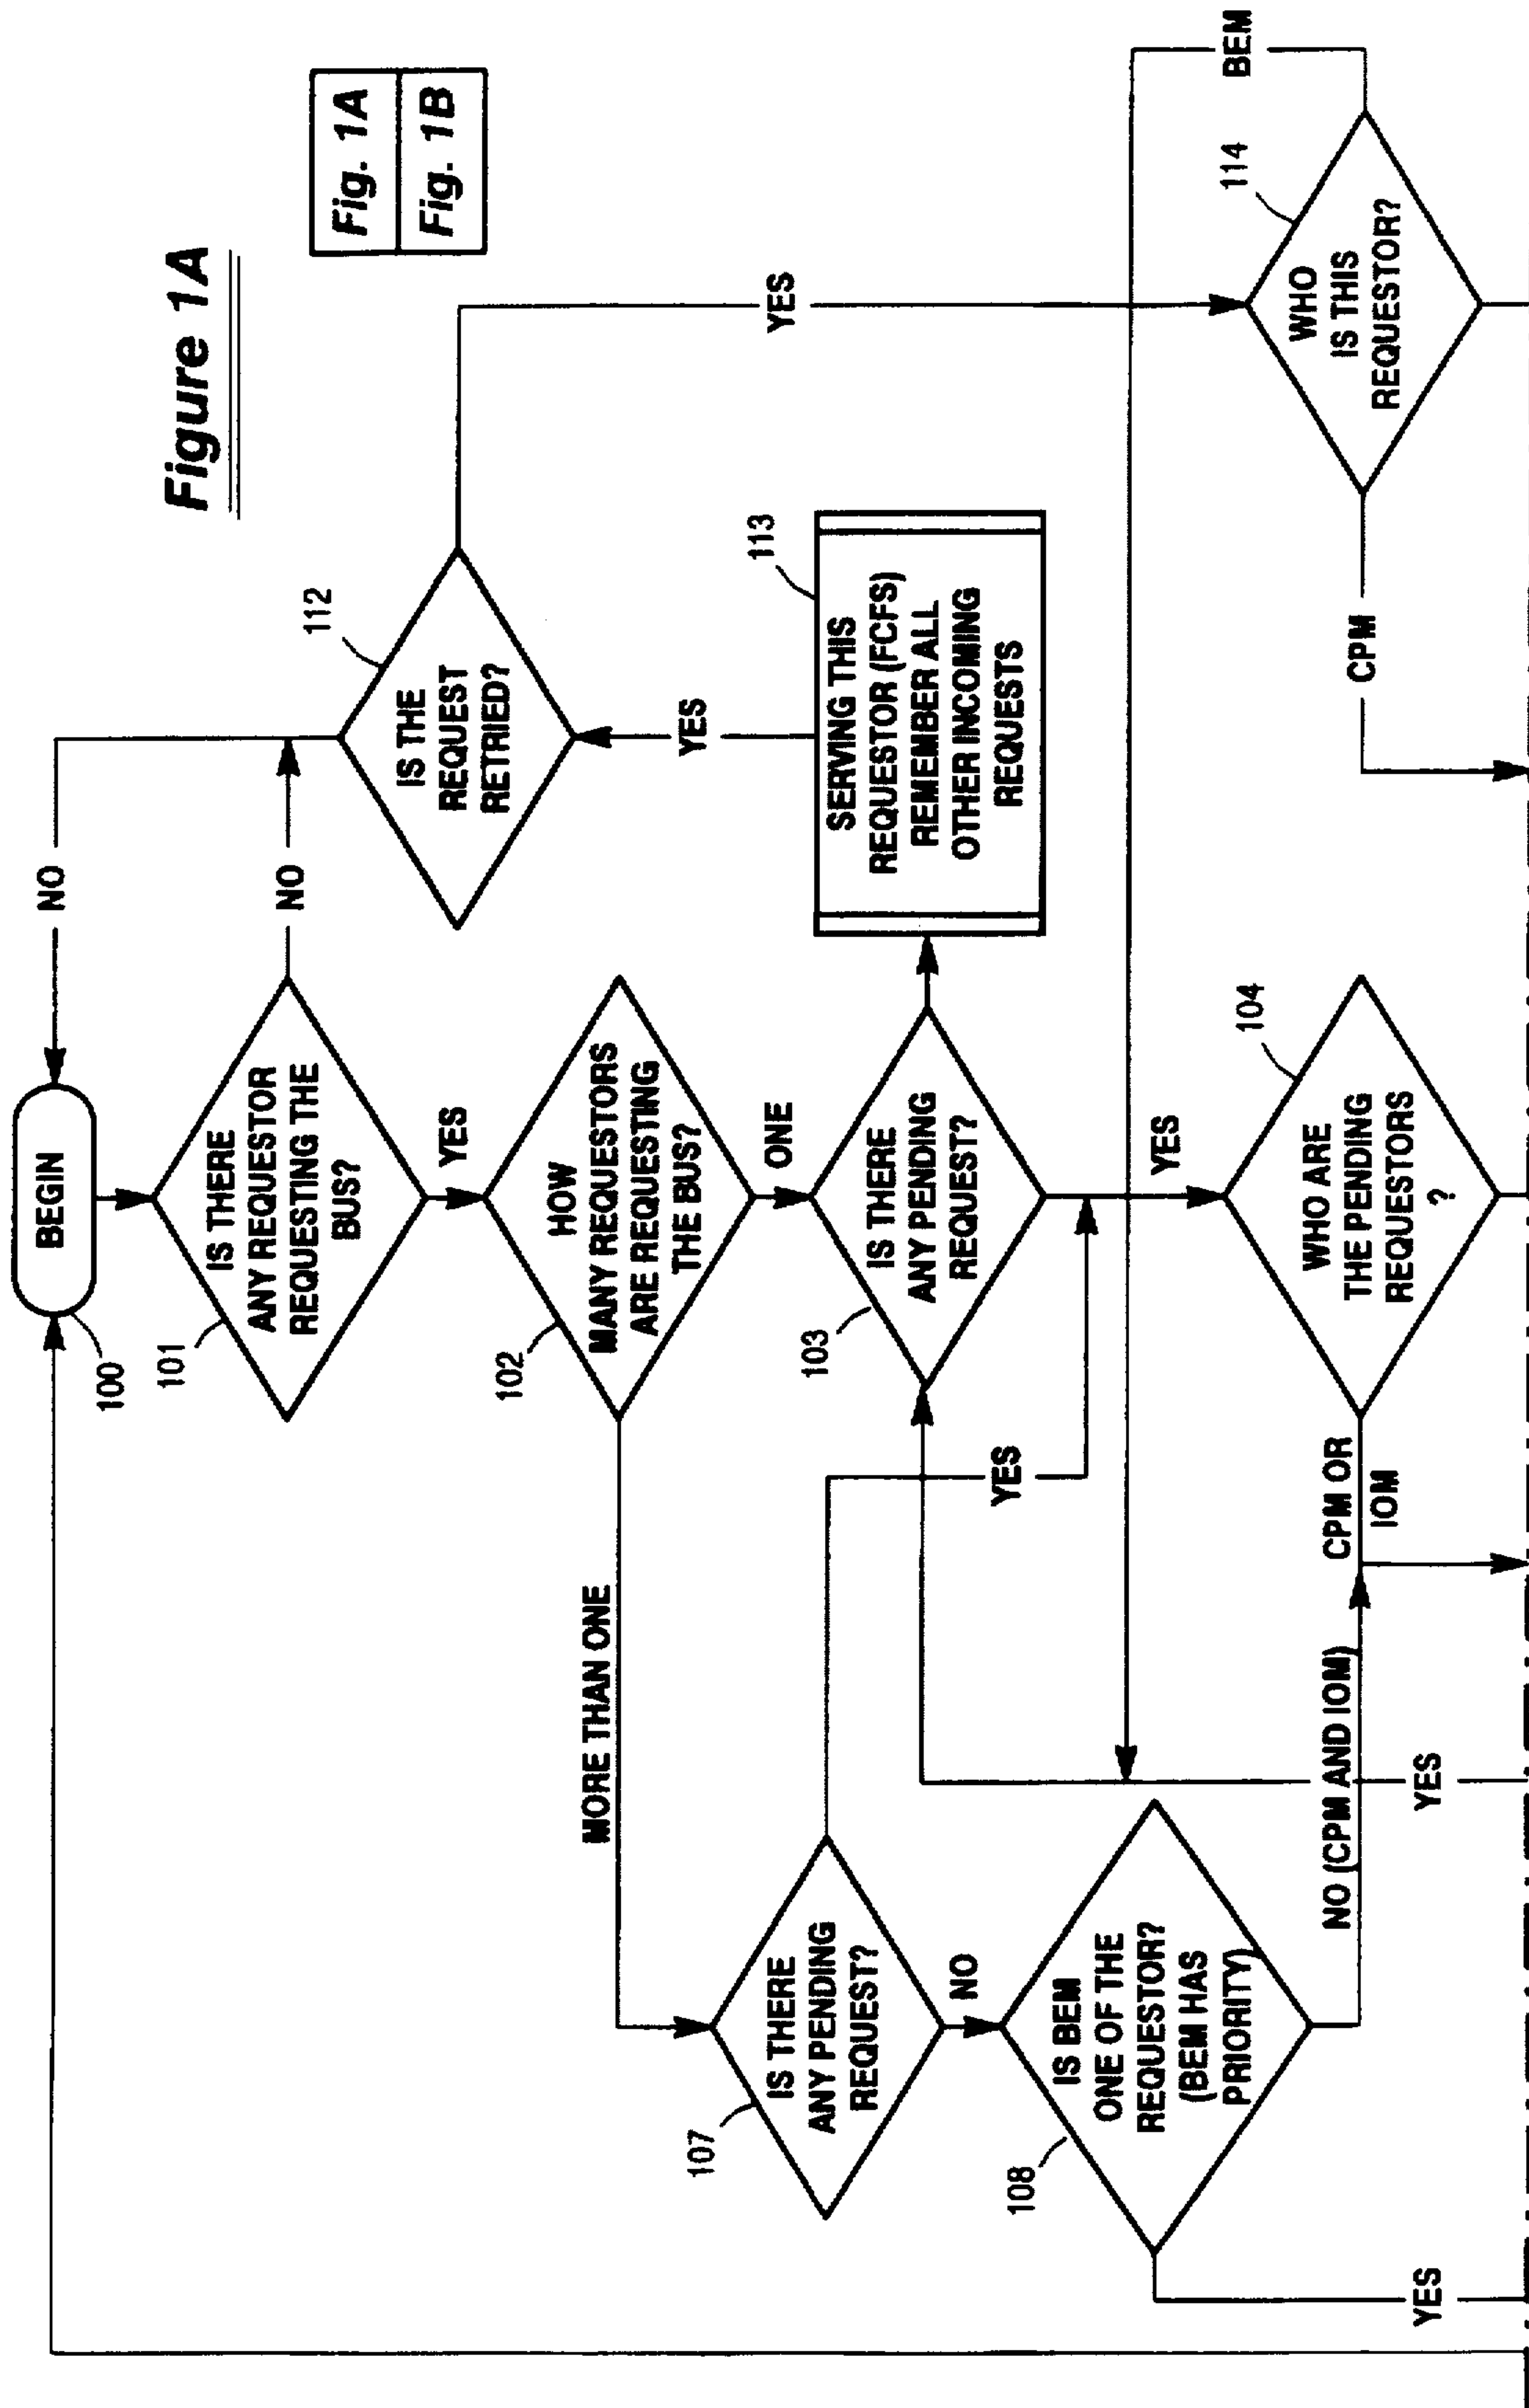 Figure 1A
Fig. 1A
Fig. 1B
BEGIN
100
NO
IS THERE
ANY REQUESTOR
REQUESTING THE
BUS?
101
NO
YES
IS THE
REQUEST
RETRIED?
112
YES
HOW
MANY REQUESTORS
ARE REQUESTING
THE BUS?
102
MORE THAN ONE
ONE
YES
IS THERE
ANY PENDING
REQUEST?
107
YES
NO
IS THERE
ANY PENDING
REQUEST?
103
SERVING THIS
REQUESTOR (FCFS)
REMEMBER ALL
OTHER INCOMING
REQUESTS
113
IS BEM
ONE OF THE
REQUESTOR?
(BEM HAS
PRIORITY)
108
YES
NO (CPM AND IOM)
YES
YES
WHO ARE
THE PENDING
REQUESTORS
?
104
CPM OR
IOM
WHO
IS THIS
REQUESTOR?
114
BEM
CPM